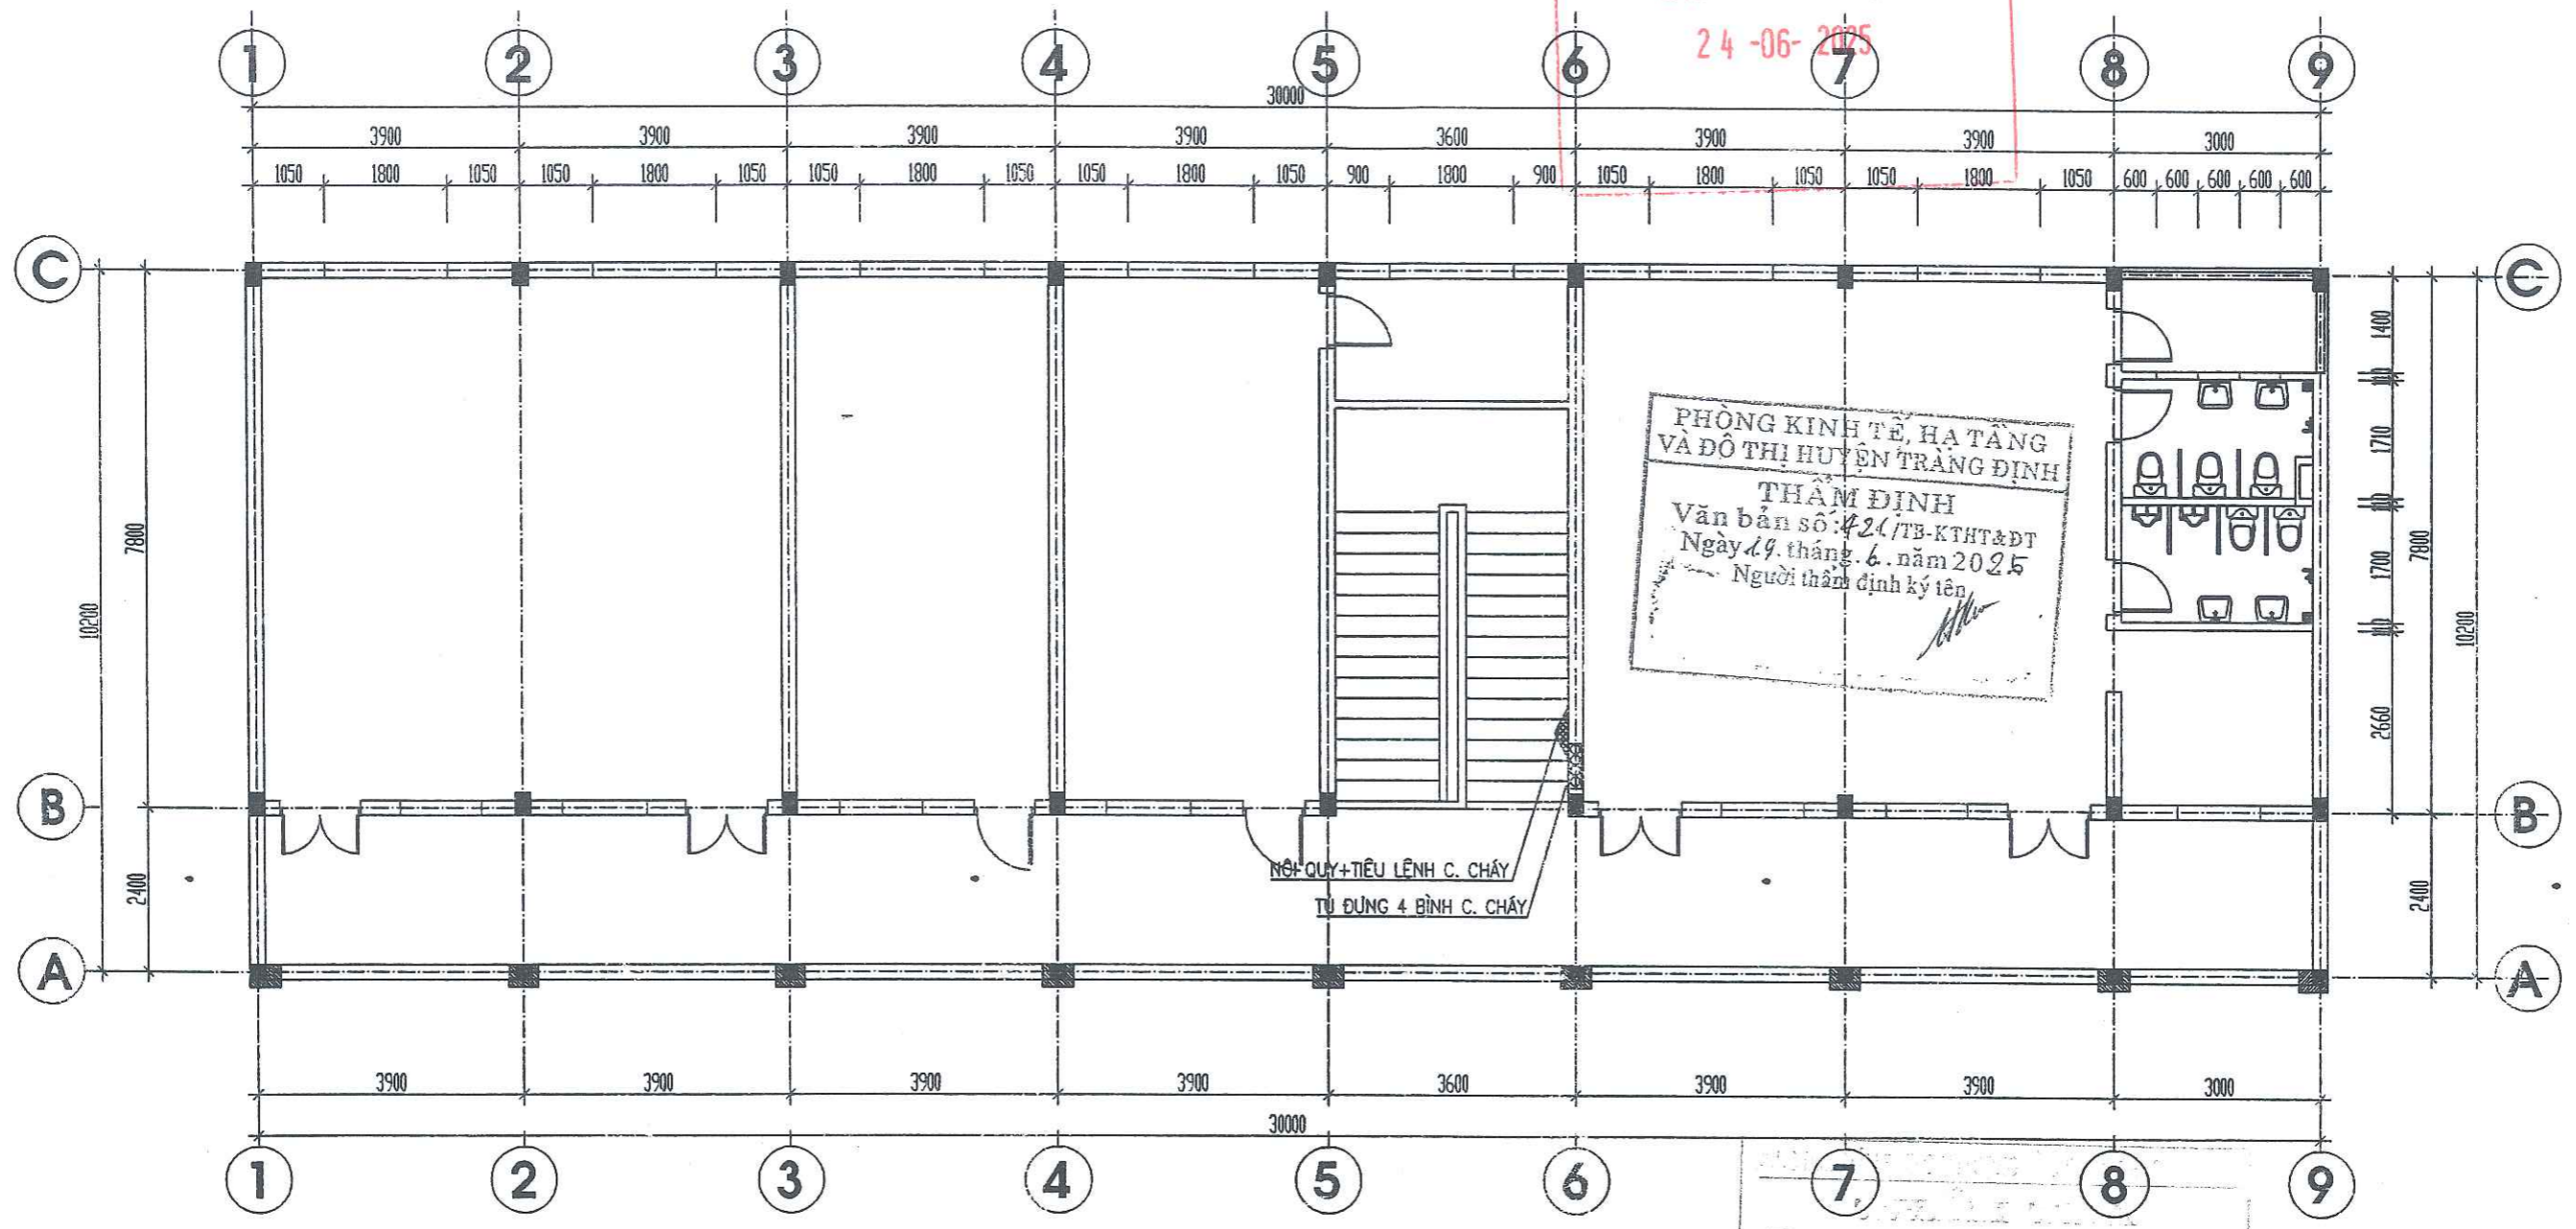 24 -06- 2025
1 2 3 4 5 6 7 8 9
30000
3900 3900 3900 3900 3600 3900 3900 3000
1050 1800 1050 1050 1800 1050 1050 1800 1050 1050 1800 1050 900 1800 900 1050 1800 1050 1050 1800 1050 600 600 600 600 600
C C
B B
A A
10200
7800
2400
1400
110
1710
110
1700
110
2660
7800
2400
10200
PHÒNG KINH TẾ, HẠ TẦNG
VÀ ĐÔ THỊ HUYỆN TRÀNG ĐỊNH
THẨM ĐỊNH
Văn bản số: 421/TB-KTHT&ĐT
Ngày 19. tháng. 6. năm 2025
Người thẩm định ký tên
NỘI QUY+TIÊU LỆNH C. CHÁY
TỦ ĐỰNG 4 BÌNH C. CHÁY
3900 3900 3900 3900 3600 3900 3900 3000
30000
1 2 3 4 5 6 7 8 9